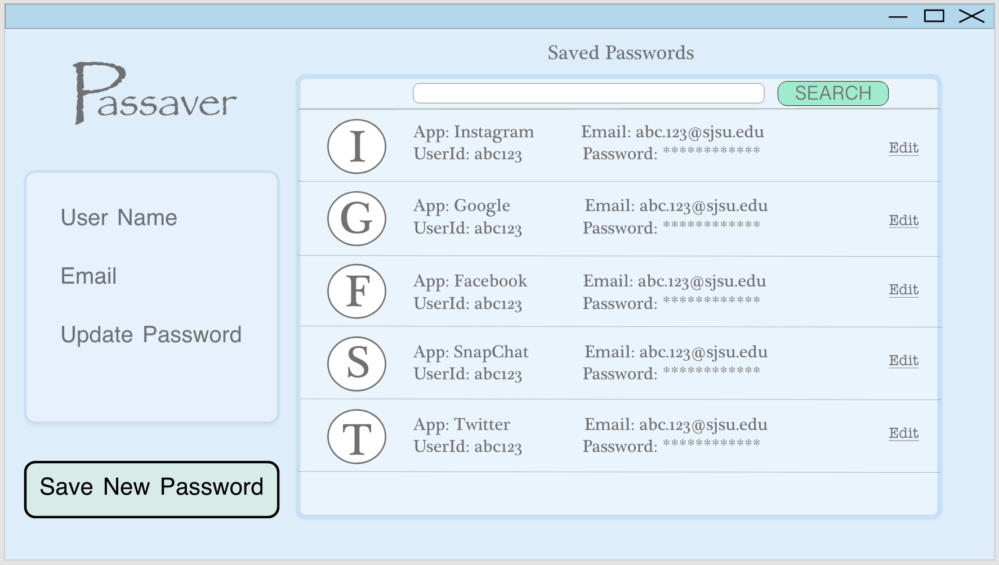 Passaver
User Name
Email
Update Password
Save New Password
Saved Passwords
SEARCH
I
App: Instagram
UserId: abc123
Email: abc.123@sjsu.edu
Password: ************
Edit
G
App: Google
UserId: abc123
Email: abc.123@sjsu.edu
Password: ************
Edit
F
App: Facebook
UserId: abc123
Email: abc.123@sjsu.edu
Password: ************
Edit
S
App: SnapChat
UserId: abc123
Email: abc.123@sjsu.edu
Password: ************
Edit
T
App: Twitter
UserId: abc123
Email: abc.123@sjsu.edu
Password: ************
Edit